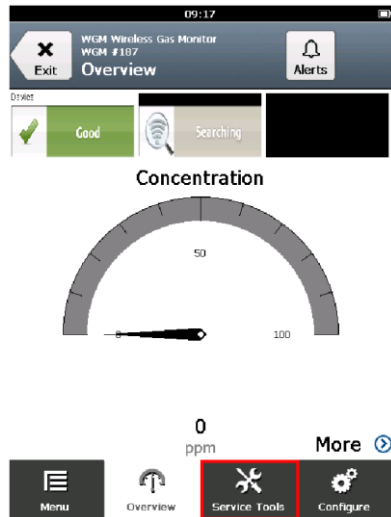 09:17
WGM Wireless Gas Monitor
WGM #187
Exit
Overview
Alerts
Device
Good
Searching
Concentration
50
0
100
0
ppm
More
Menu
Overview
Service Tools
Configure